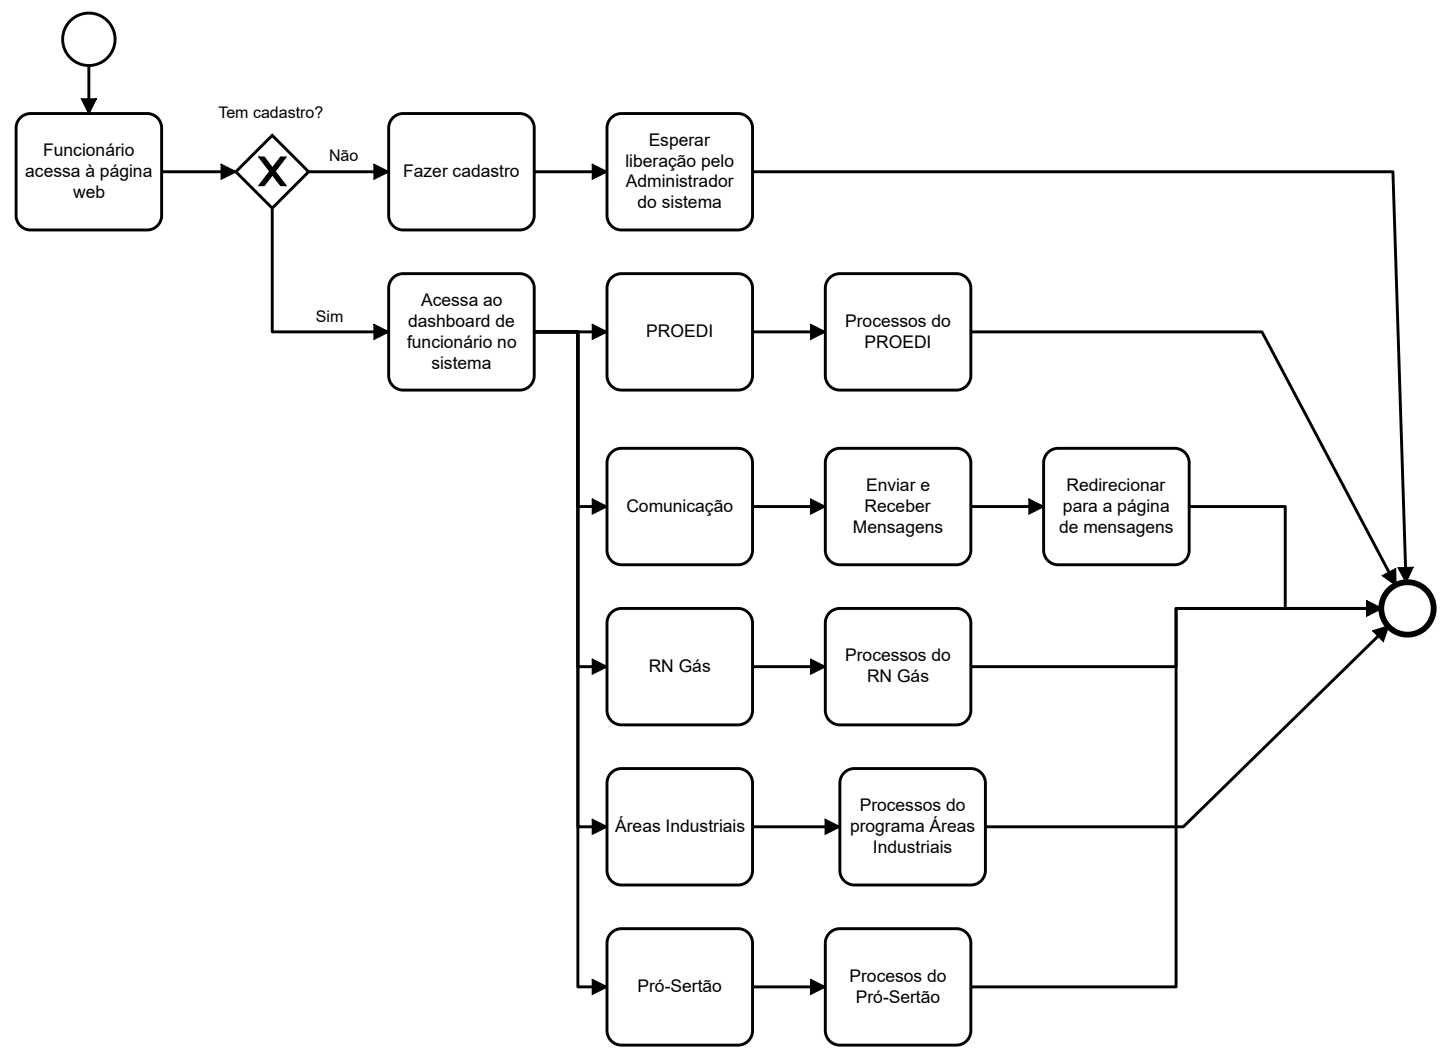 Tem cadastro?
Funcionário
acessa à página
web
Não
Fazer cadastro
Esperar
liberação pelo
Administrador
do sistema
Sim
Acessa ao
dashboard de
funcionário no
sistema
PROEDI
Processos do
PROEDI
Comunicação
Enviar e
Receber
Mensagens
Redirecionar
para a página
de mensagens
RN Gás
Processos do
RN Gás
Áreas Industriais
Processos do
programa Áreas
Industriais
Pró-Sertão
Procesos do
Pró-Sertão